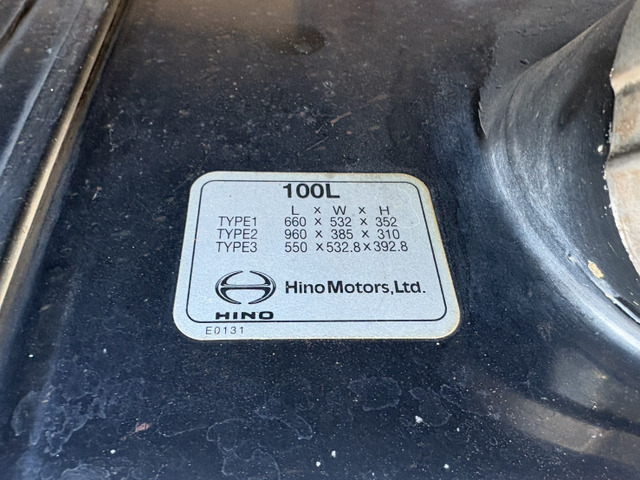 100L
L × W × H
TYPE1 660 × 532 × 352
TYPE2 960 × 385 × 310
TYPE3 550 × 532.8 × 392.8
HINO Hino Motors, Ltd.
E0131